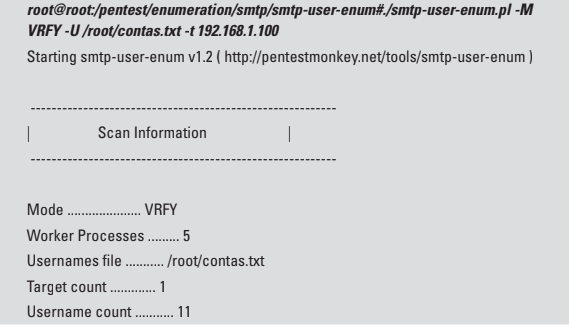 root@root:/pentest/enumeration/smtp/smtp-user-enum#./smtp-user-enum.pl -M
VRFY -U /root/contas.txt -t 192.168.1.100
Starting smtp-user-enum v1.2 ( http://pentestmonkey.net/tools/smtp-user-enum )
----------------------------------------------------------
| Scan Information |
----------------------------------------------------------
Mode ..................... VRFY
Worker Processes ......... 5
Usernames file ........... /root/contas.txt
Target count ............. 1
Username count ........... 11